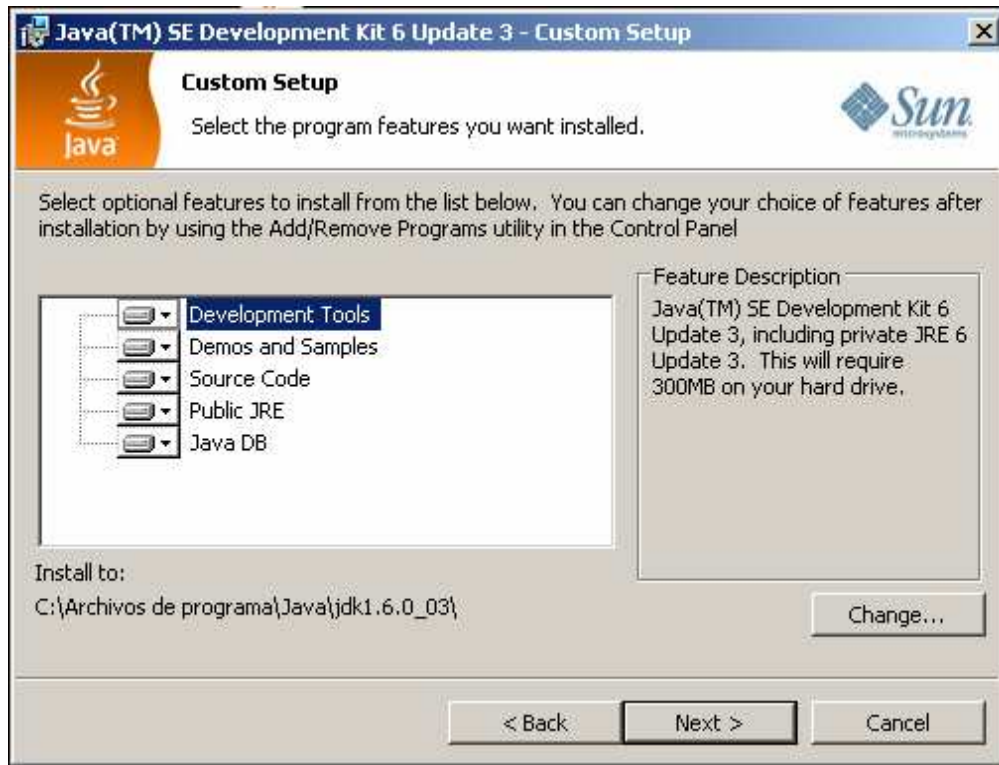 Java(TM) SE Development Kit 6 Update 3 - Custom Setup
Java
Custom Setup
Select the program features you want installed.
Sun
microsystems
Select optional features to install from the list below. You can change your choice of features after
installation by using the Add/Remove Programs utility in the Control Panel
Development Tools
Demos and Samples
Source Code
Public JRE
Java DB
Feature Description
Java(TM) SE Development Kit 6
Update 3, including private JRE 6
Update 3. This will require
300MB on your hard drive.
Install to:
C:\Archivos de programa\Java\jdk1.6.0_03\
Change...
< Back
Next >
Cancel